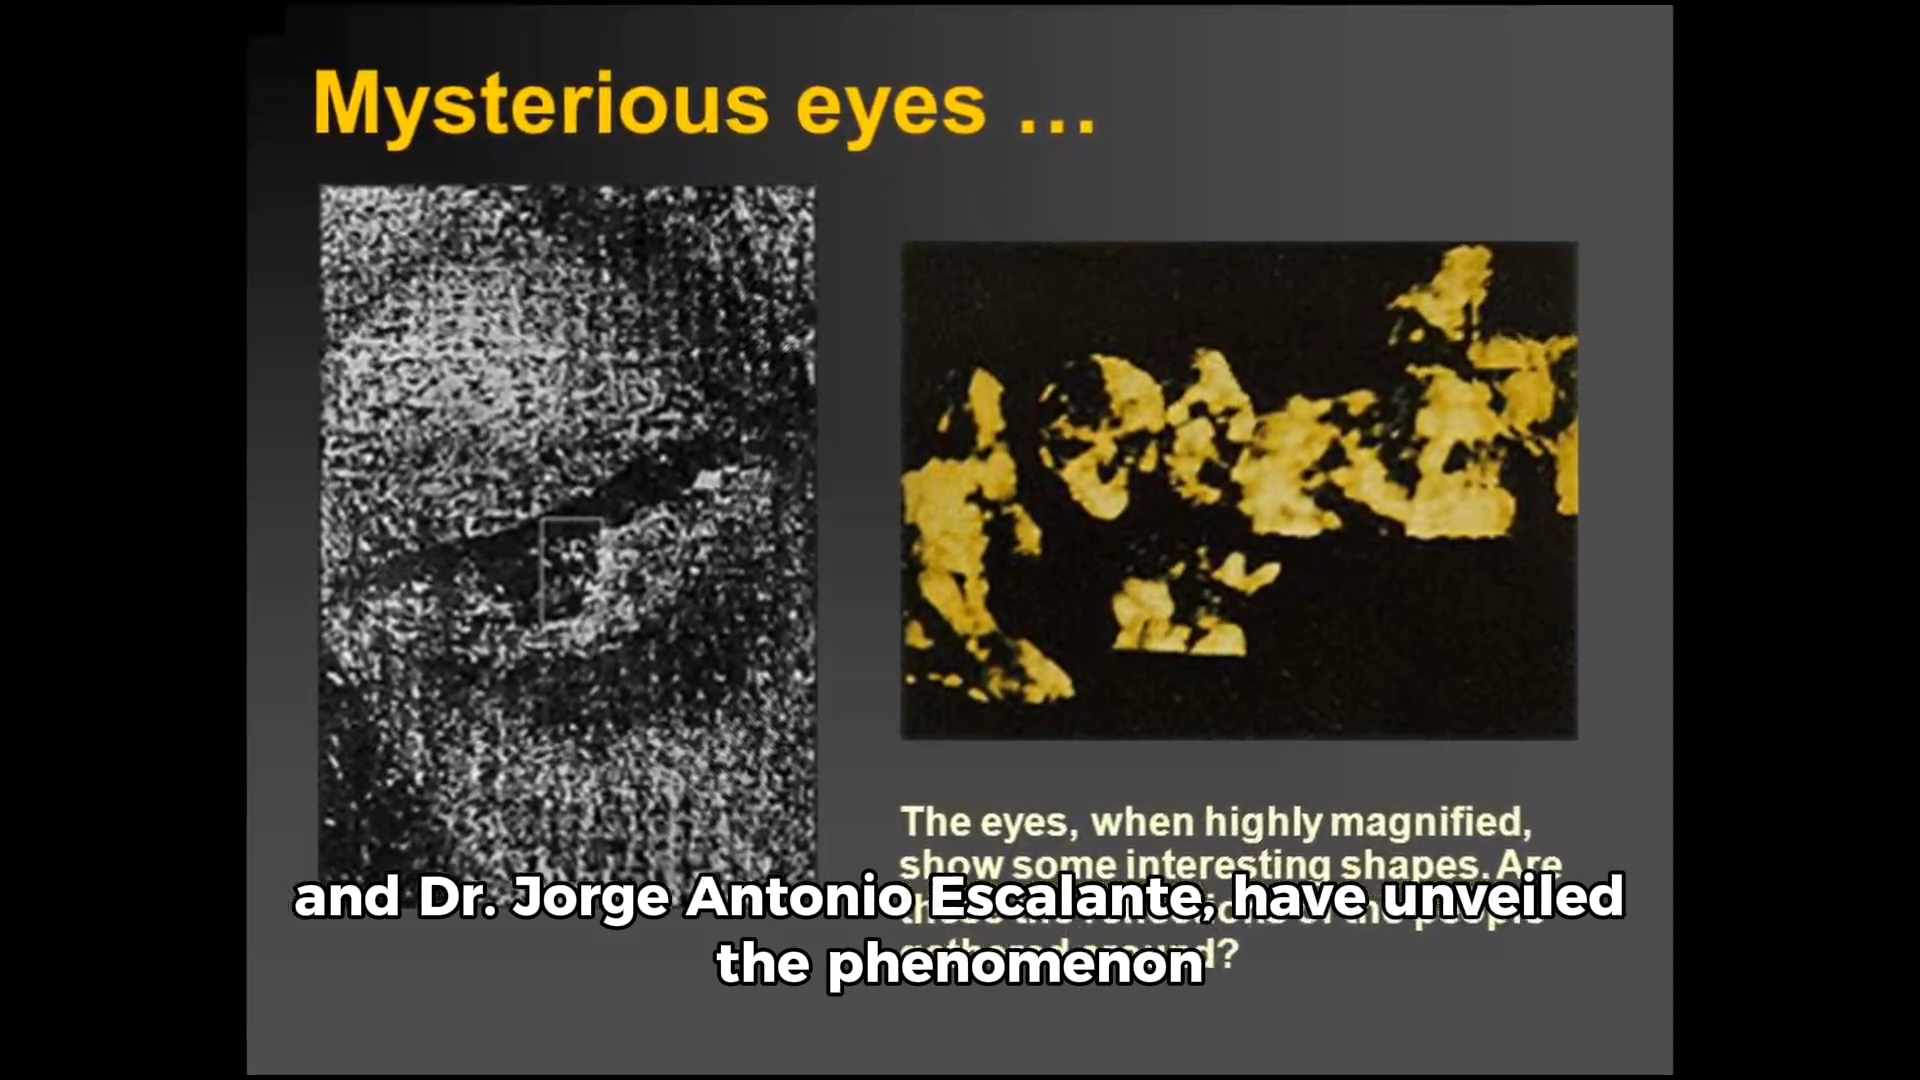 Mysterious eyes ...
The eyes, when highly magnified,
show some interesting shapes. Are
and Dr. Jorge Antonio Escalante, have unveiled
the phenomenon